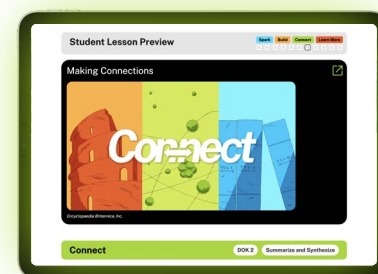 Student Lesson Preview
Spark Build Connect Learn More
Making Connections
Connect
Encyclopædia Britannica, Inc.
Connect
DOK 2 Summarize and Synthesize